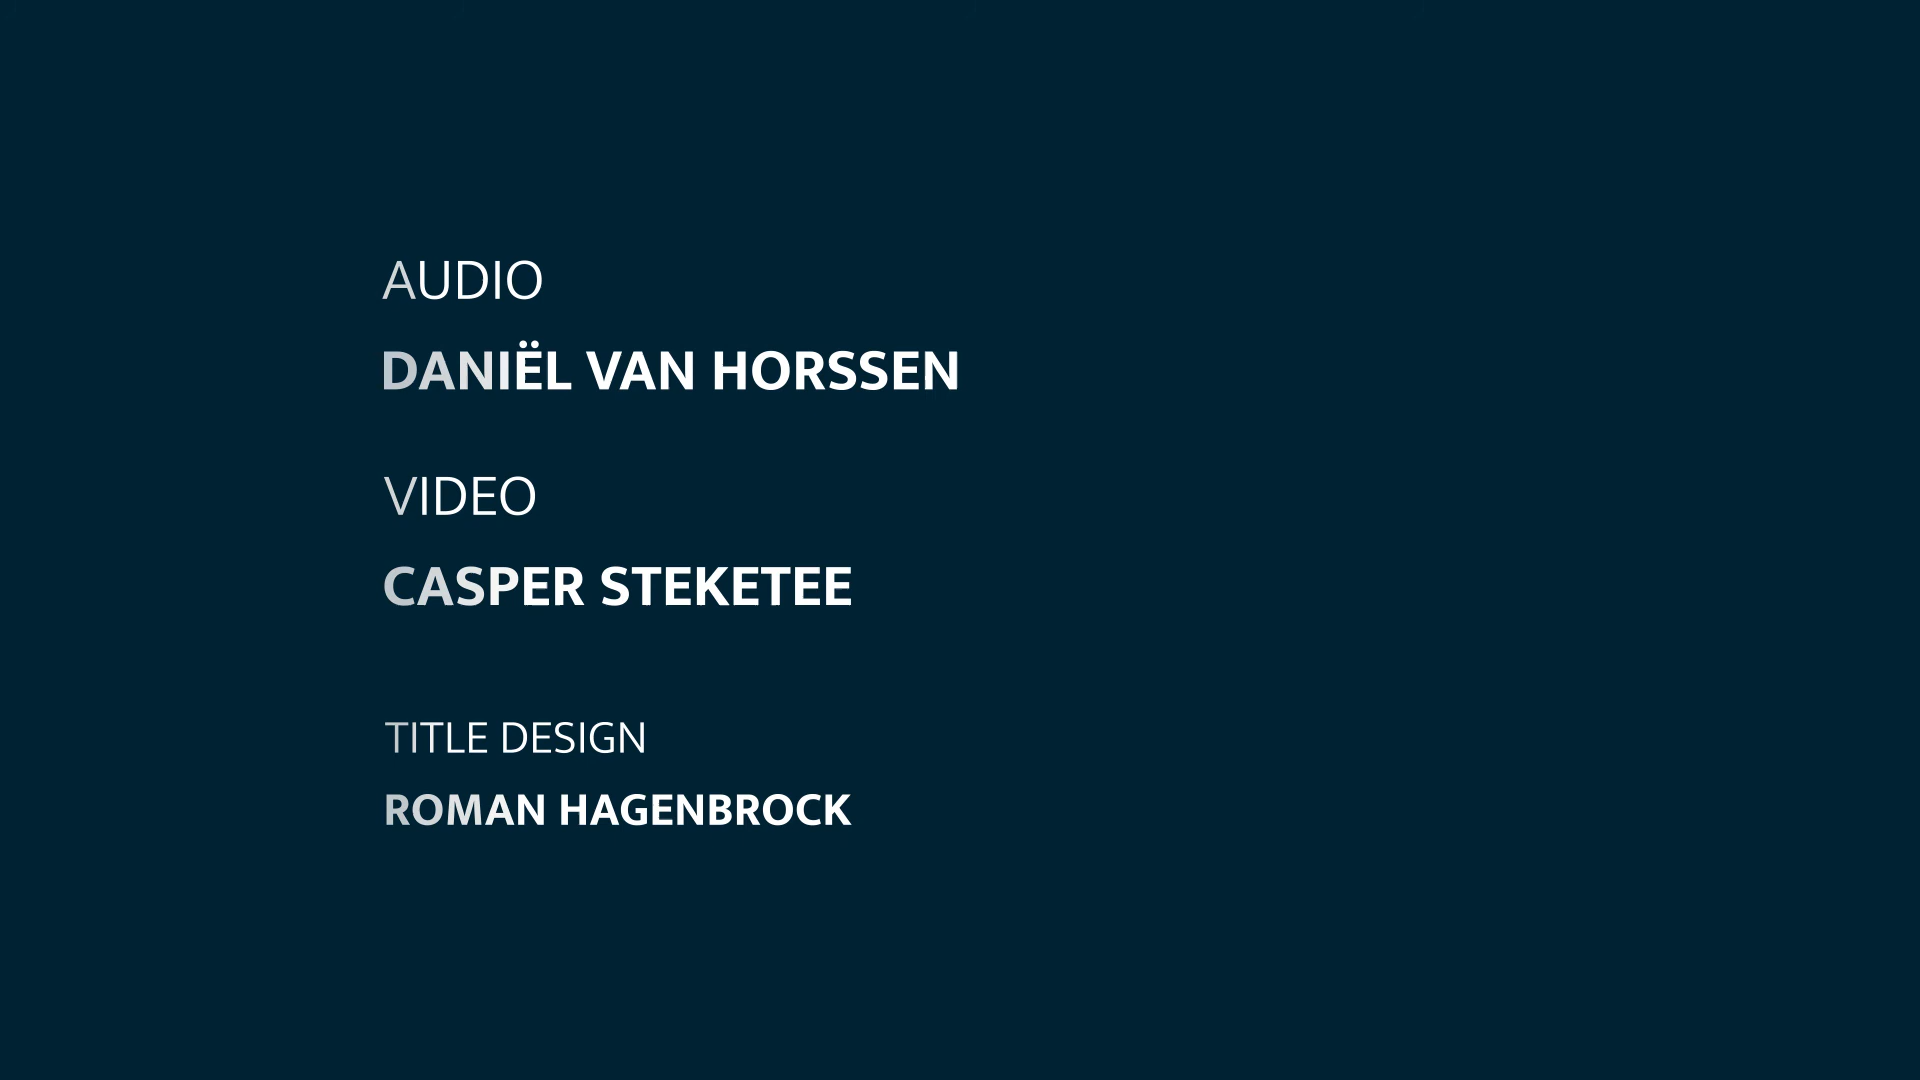 AUDIO
DANIËL VAN HORSSEN
VIDEO
CASPER STEKETEE
TITLE DESIGN
ROMAN HAGENBROCK